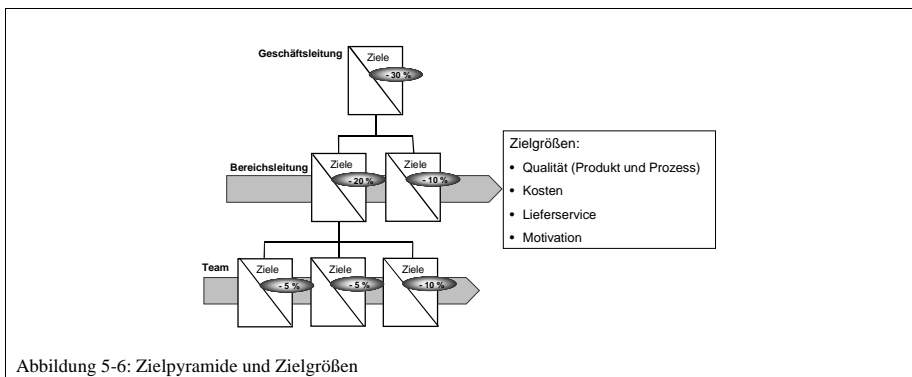 Geschäftsleitung
Ziele
- 30 %
Bereichsleitung
Ziele
- 20 %
Ziele
- 10 %
Zielgrößen:
• Qualität (Produkt und Prozess)
• Kosten
• Lieferservice
• Motivation
Team
Ziele
- 5 %
Ziele
- 5 %
Ziele
- 10 %
Abbildung 5-6: Zielpyramide und Zielgrößen